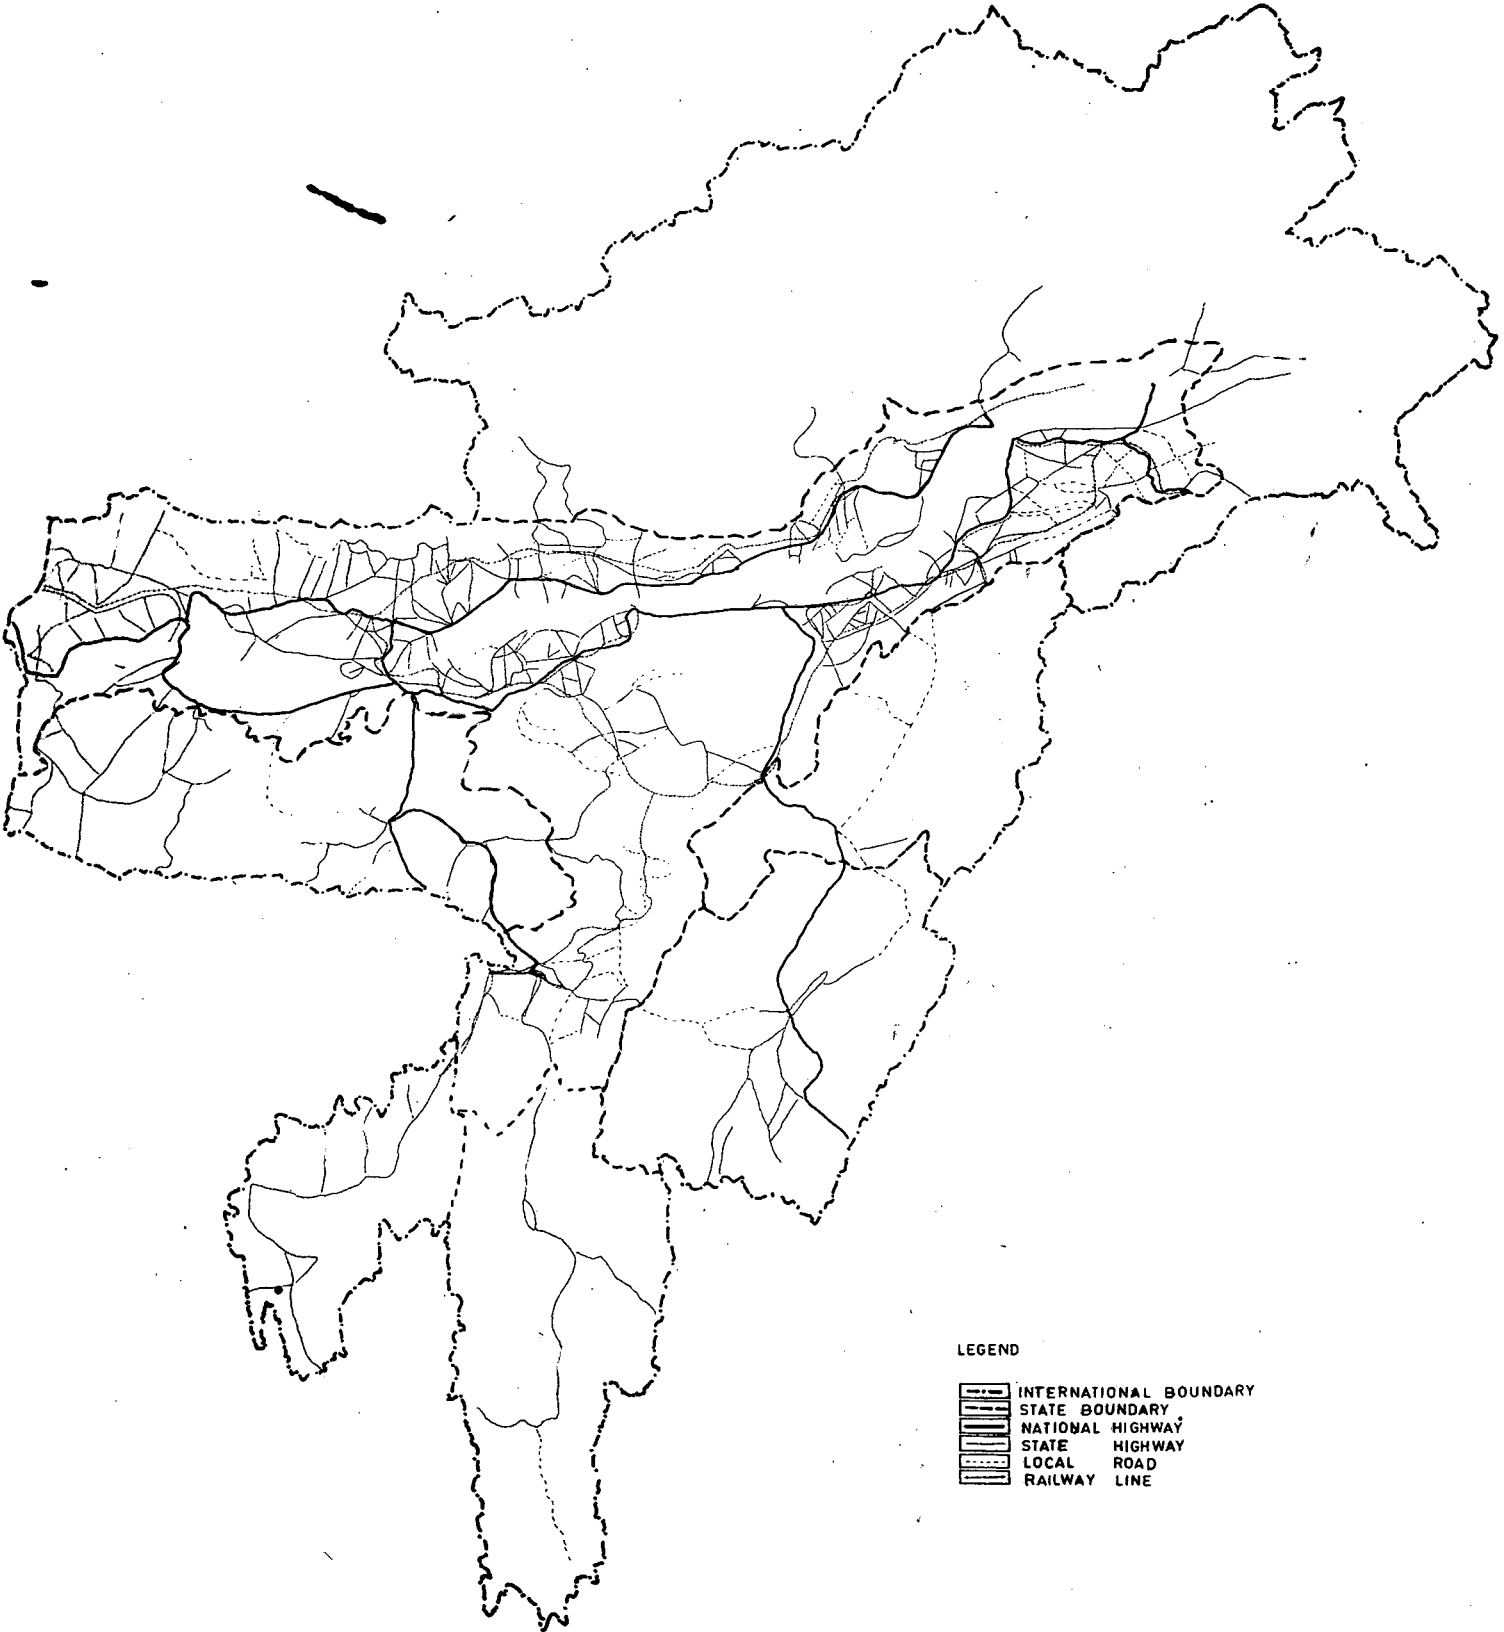 LEGEND
INTERNATIONAL BOUNDARY
STATE BOUNDARY
NATIONAL HIGHWAY
STATE HIGHWAY
LOCAL ROAD
RAILWAY LINE